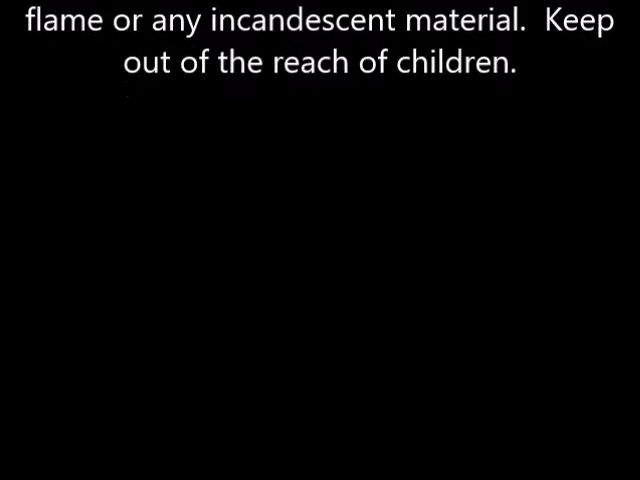 flame or any incandescent material.  Keep
out of the reach of children.